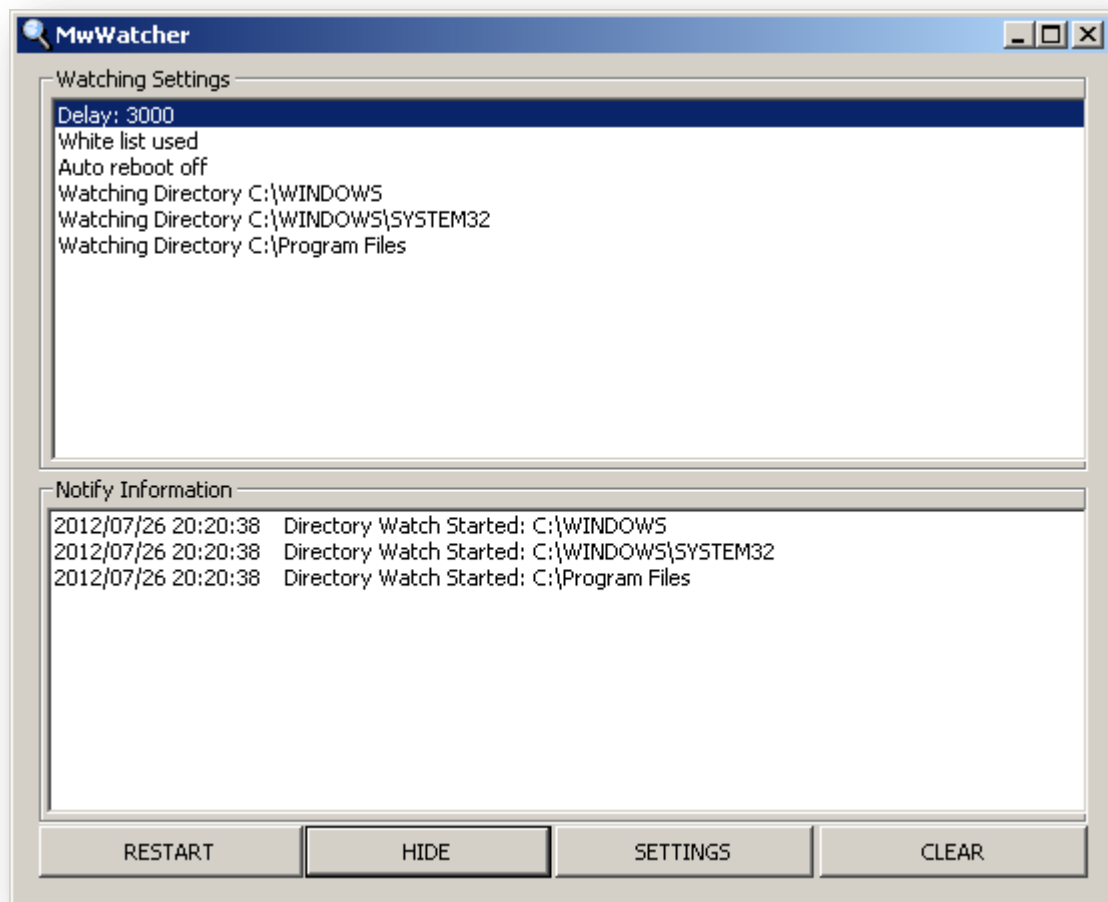 MwWatcher
Watching Settings
Delay: 3000
White list used
Auto reboot off
Watching Directory C:\WINDOWS
Watching Directory C:\WINDOWS\SYSTEM32
Watching Directory C:\Program Files
Notify Information
2012/07/26 20:20:38 Directory Watch Started: C:\WINDOWS
2012/07/26 20:20:38 Directory Watch Started: C:\WINDOWS\SYSTEM32
2012/07/26 20:20:38 Directory Watch Started: C:\Program Files
RESTART HIDE SETTINGS CLEAR